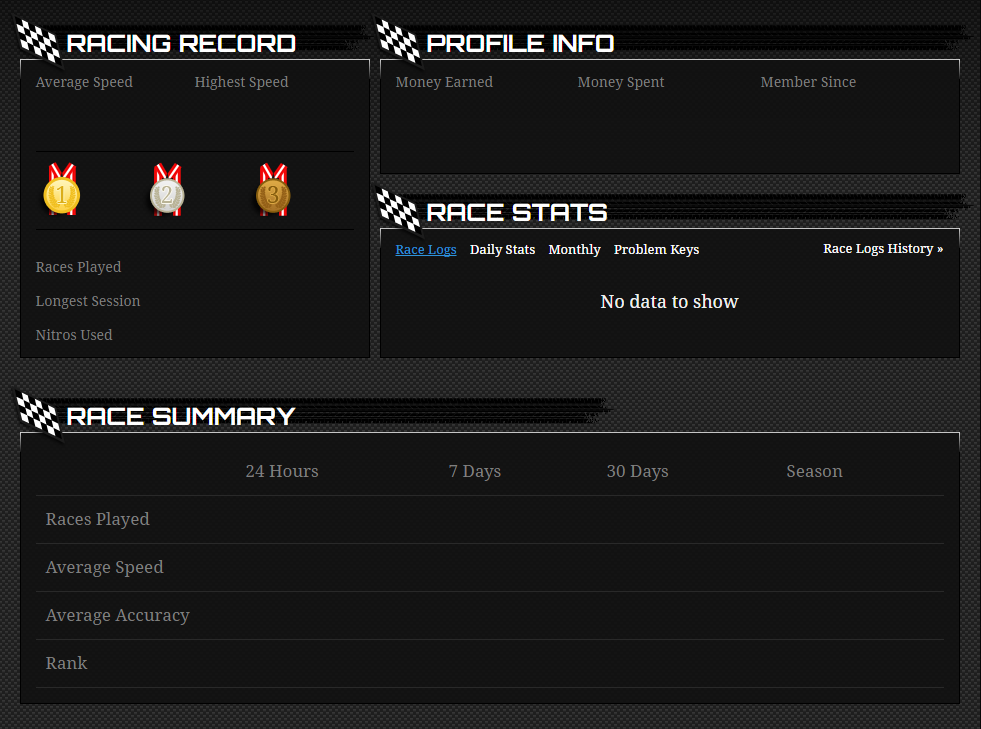 RACING RECORD
Average Speed Highest Speed
1 2 3
Races Played
Longest Session
Nitros Used
PROFILE INFO
Money Earned Money Spent Member Since
RACE STATS
Race Logs Daily Stats Monthly Problem Keys Race Logs History »
No data to show
RACE SUMMARY
24 Hours 7 Days 30 Days Season
Races Played
Average Speed
Average Accuracy
Rank